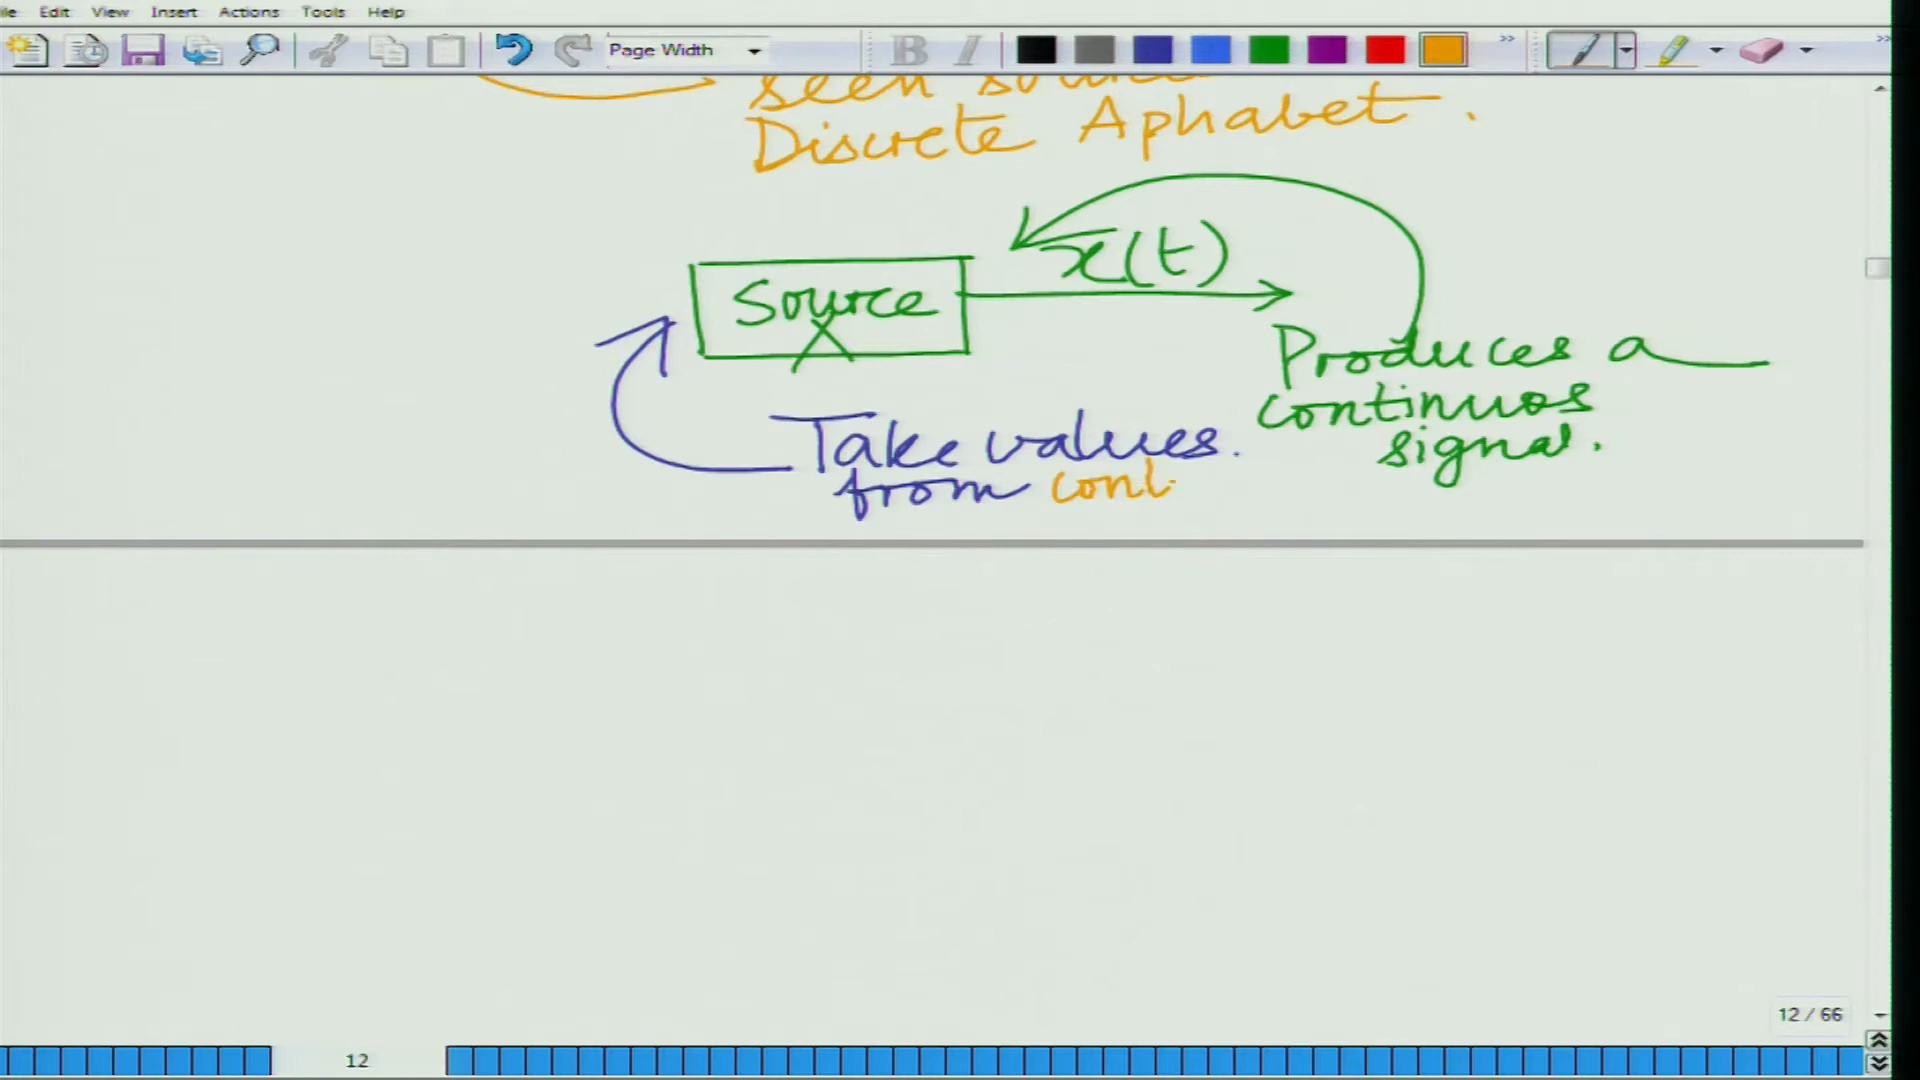 File Edit View Insert Actions Tools Help
Page Width
B I
seen
Discrete Aphabet.
x(t)
Source
X
Produces a
continuos
signal.
Take values.
from cont.
12 / 66
12